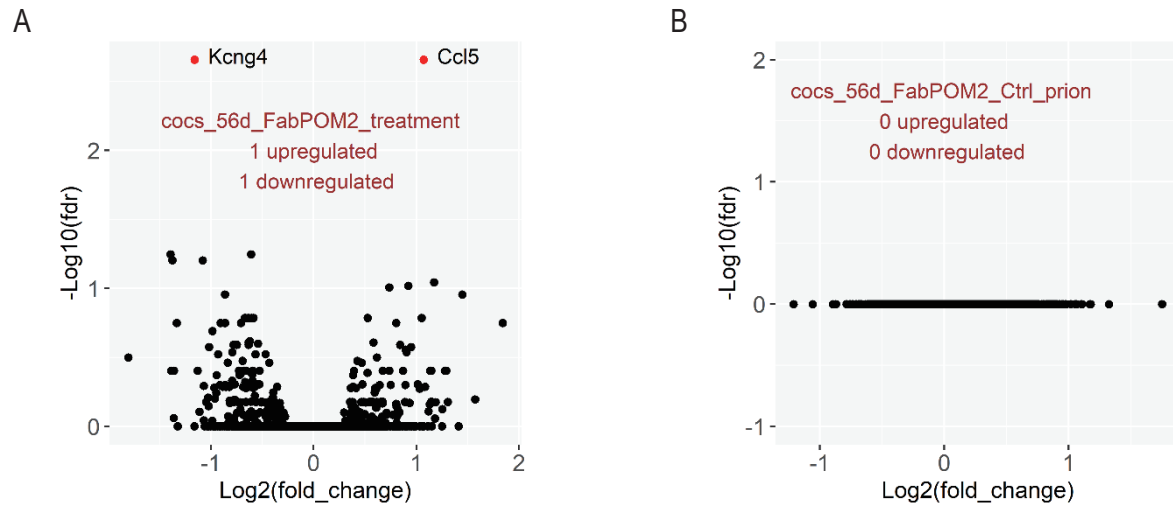 A
Kcng4
Ccl5
cocs_56d_FabPOM2_treatment
1 upregulated
1 downregulated
2
1
0
-Log10(fdr)
-1 0 1 2
Log2(fold_change)
B
cocs_56d_FabPOM2_Ctrl_prion
0 upregulated
0 downregulated
2
1
0
-1
-Log10(fdr)
-1 0 1
Log2(fold_change)